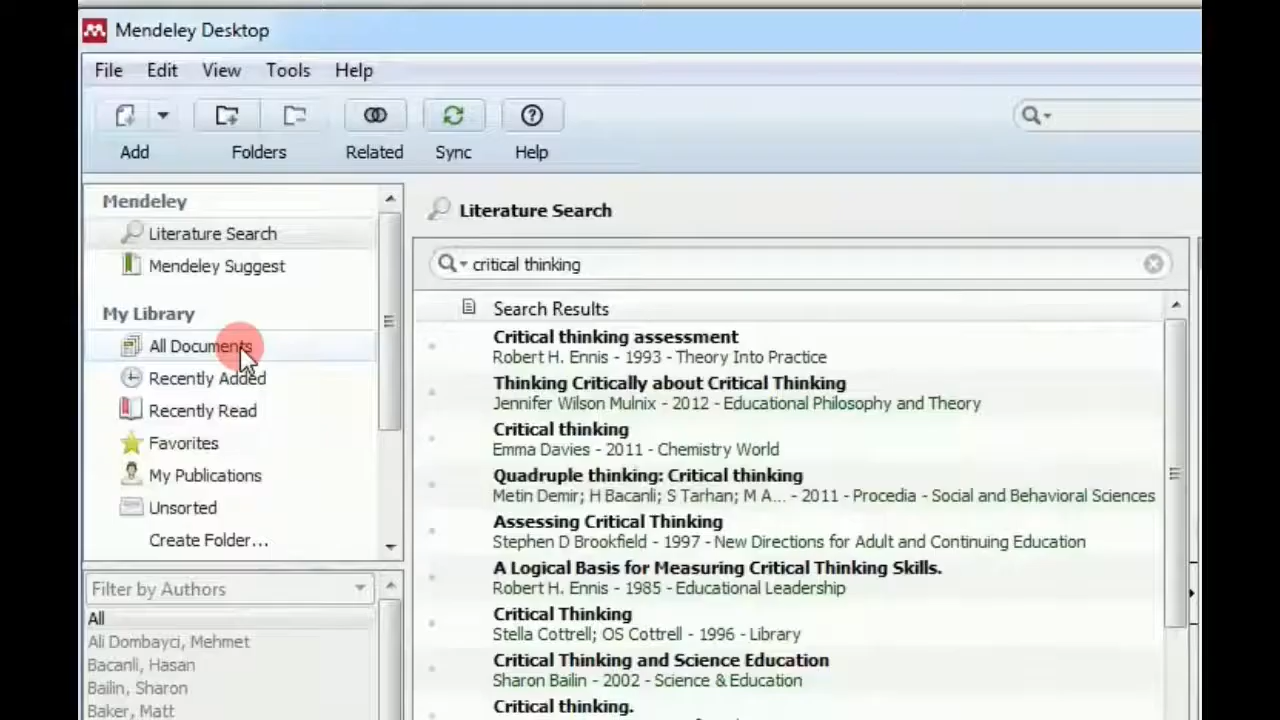 Mendeley Desktop
File Edit View Tools Help
Add Folders Related Sync Help
Mendeley
Literature Search
Mendeley Suggest
My Library
All Documents
Recently Added
Recently Read
Favorites
My Publications
Unsorted
Create Folder...
Filter by Authors
All
Ali Dombayci, Mehmet
Bacanli, Hasan
Bailin, Sharon
Baker, Matt
Literature Search
critical thinking
Search Results
Critical thinking assessment
Robert H. Ennis - 1993 - Theory Into Practice
Thinking Critically about Critical Thinking
Jennifer Wilson Mulnix - 2012 - Educational Philosophy and Theory
Critical thinking
Emma Davies - 2011 - Chemistry World
Quadruple thinking: Critical thinking
Metin Demir; H Bacanli; S Tarhan; M A... - 2011 - Procedia - Social and Behavioral Sciences
Assessing Critical Thinking
Stephen D Brookfield - 1997 - New Directions for Adult and Continuing Education
A Logical Basis for Measuring Critical Thinking Skills.
Robert H. Ennis - 1985 - Educational Leadership
Critical Thinking
Stella Cottrell; OS Cottrell - 1996 - Library
Critical Thinking and Science Education
Sharon Bailin - 2002 - Science & Education
Critical thinking.